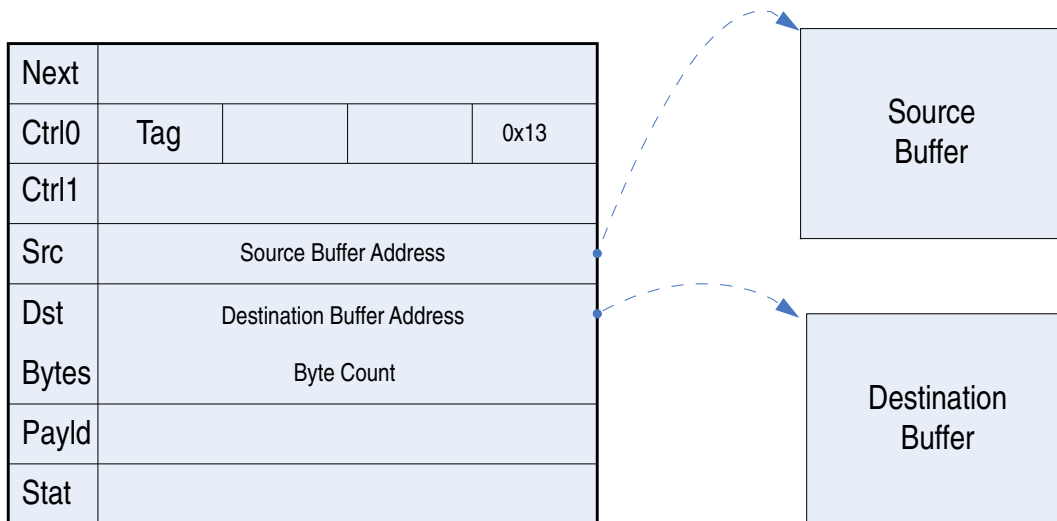 Next
Ctrl0 Tag 0x13
Ctrl1
Src Source Buffer Address
Dst Destination Buffer Address
Bytes Byte Count
Payld
Stat
Source
Buffer
Destination
Buffer